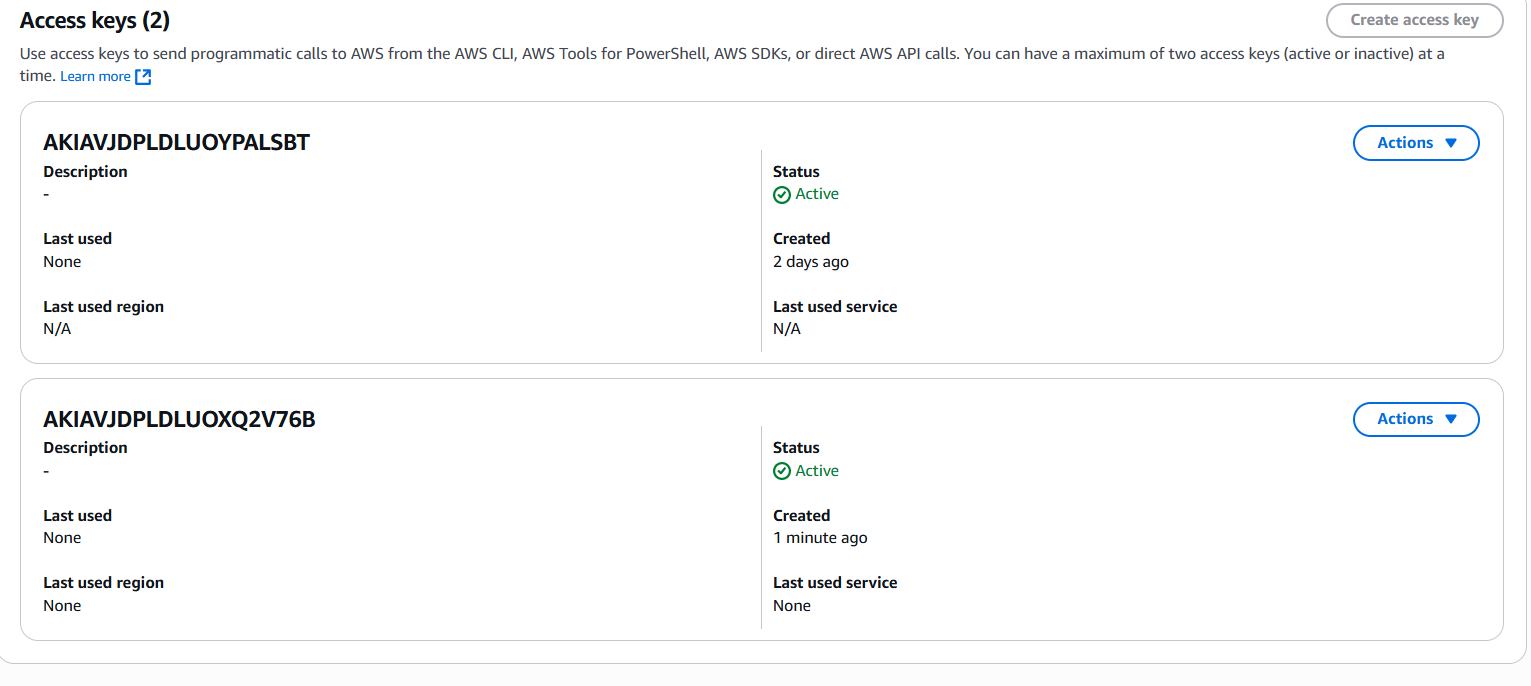 Access keys (2)
Create access key
Use access keys to send programmatic calls to AWS from the AWS CLI, AWS Tools for PowerShell, AWS SDKs, or direct AWS API calls. You can have a maximum of two access keys (active or inactive) at a
time. Learn more
AKIAVJDPLDLUOYPALSBT
Actions
Description
-
Status
Active
Last used
None
Created
2 days ago
Last used region
N/A
Last used service
N/A
AKIAVJDPLDLUOXQ2V76B
Actions
Description
-
Status
Active
Last used
None
Created
1 minute ago
Last used region
None
Last used service
None